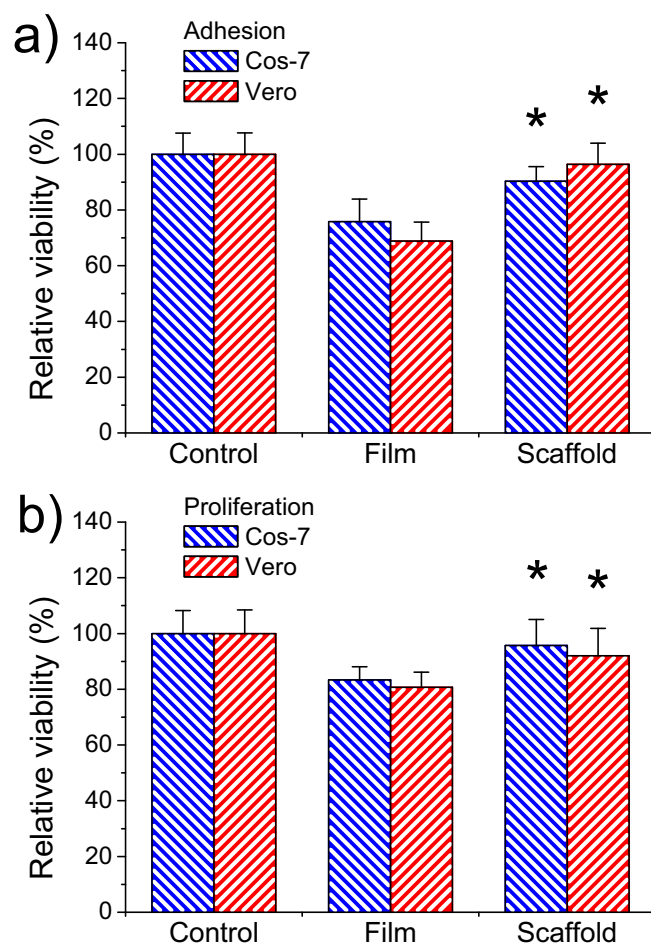 a)
Adhesion
Cos-7
Vero
Relative viability (%)
140
120
100
80
60
40
20
0
* *
Control Film Scaffold
b)
Proliferation
Cos-7
Vero
Relative viability (%)
140
120
100
80
60
40
20
0
* *
Control Film Scaffold